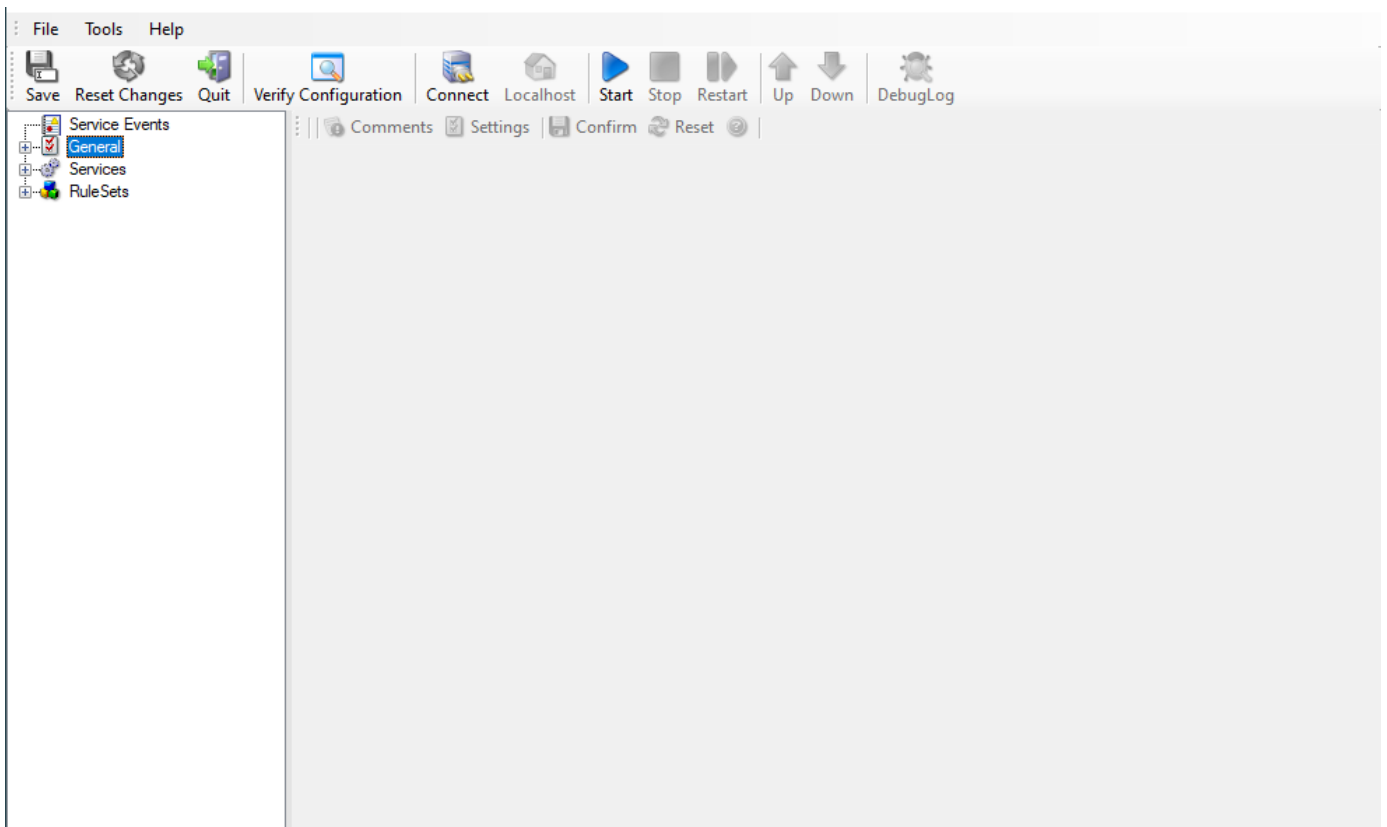 File Tools Help
Save Reset Changes Quit Verify Configuration Connect Localhost Start Stop Restart Up Down DebugLog
Service Events
Comments Settings Confirm Reset
General
Services
RuleSets